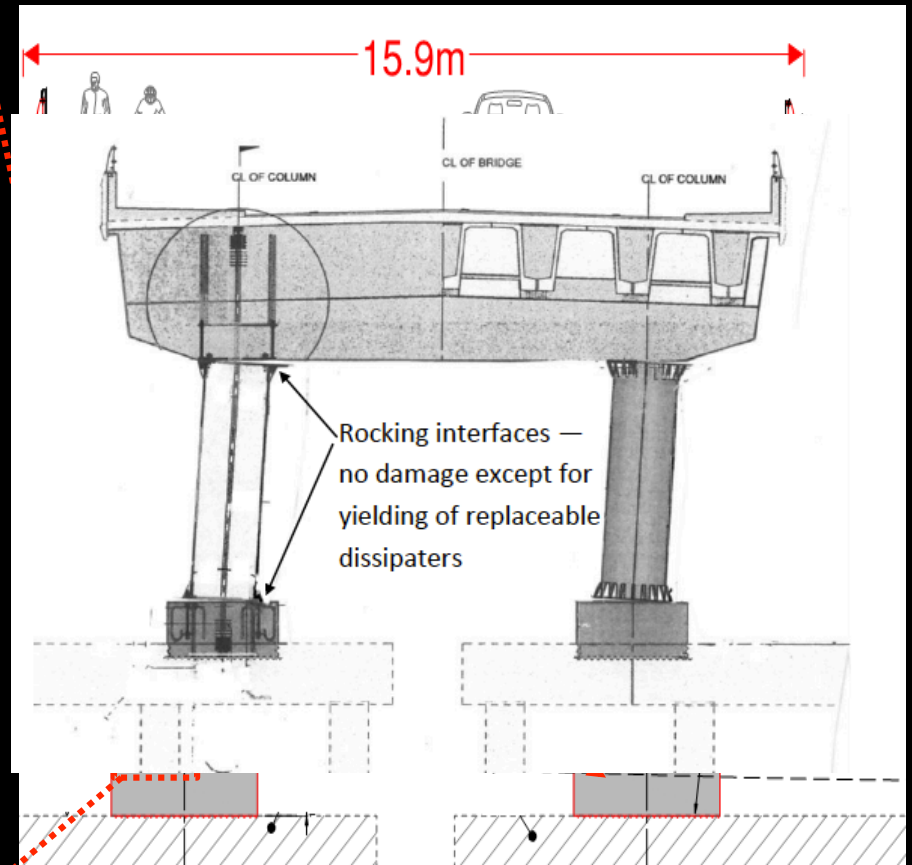 15.9m
CL OF COLUMN
CL OF BRIDGE
CL OF COLUMN
Rocking interfaces —
no damage except for
yielding of replaceable
dissipaters